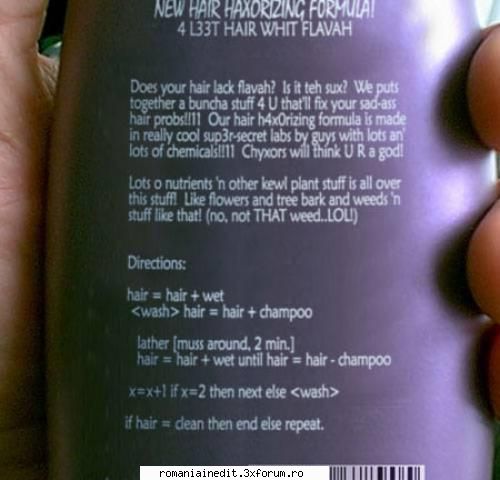 NEW HAIR HAXORIZING FORMULA!
4 L33T HAIR WHIT FLAVAH
Does your hair lack flavah? Is it teh sux? We puts
together a buncha stuff 4 U that'll fix your sad-ass
hair probs!!11 Our hair h4x0rizing formula is made
in really cool sup3r-secret labs by guys with lots an'
lots of chemicals!!11 Chyxors will think U R a god!
Lots o nutrients 'n other kewl plant stuff is all over
this stuff! Like flowers and tree bark and weeds 'n
stuff like that! (no, not THAT weed..LOL!)
Directions:
hair = hair + wet
<wash> hair = hair + champoo
lather [muss around, 2 min.]
hair = hair + wet until hair = hair - champoo
x=x+1 if x=2 then next else <wash>
if hair = clean then end else repeat.
romaniainedit.3xforum.ro